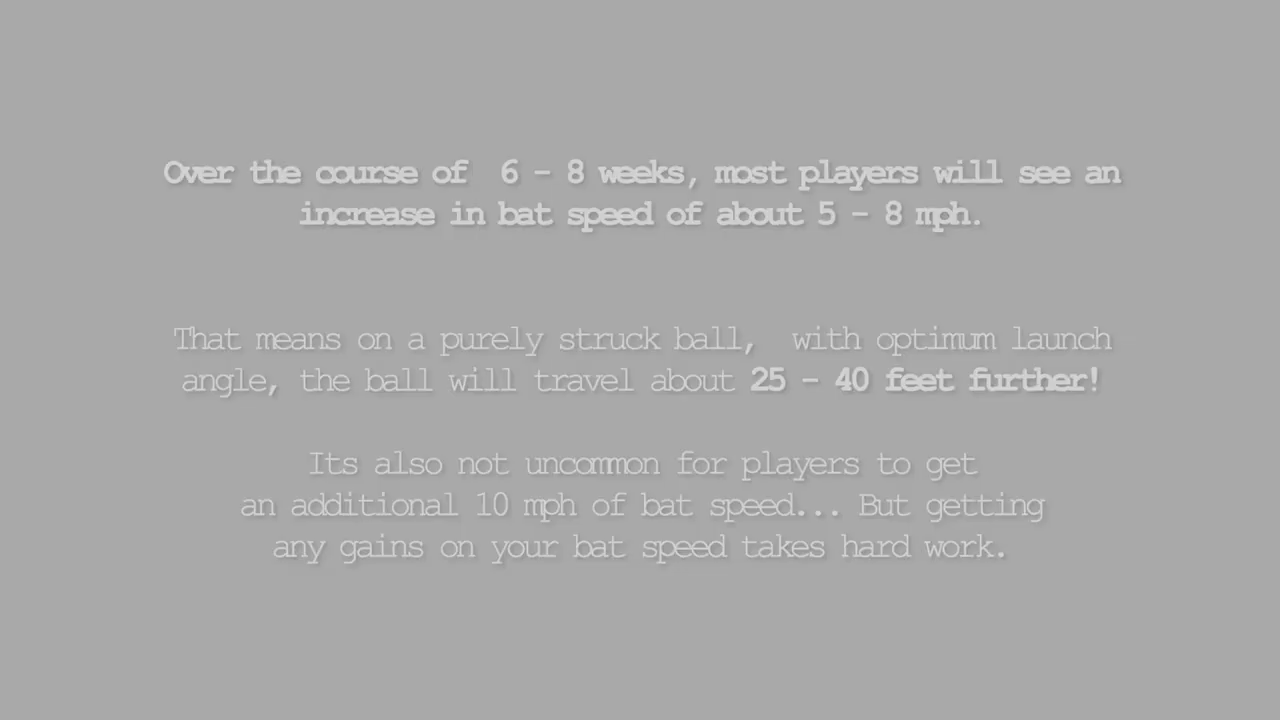 Over the course of  6 - 8 weeks, most players will see an
increase in bat speed of about 5 - 8 mph.
That means on a purely struck ball,  with optimum launch
angle, the ball will travel about 25 - 40 feet further!
Its also not uncommon for players to get
an additional 10 mph of bat speed... But getting
any gains on your bat speed takes hard work.